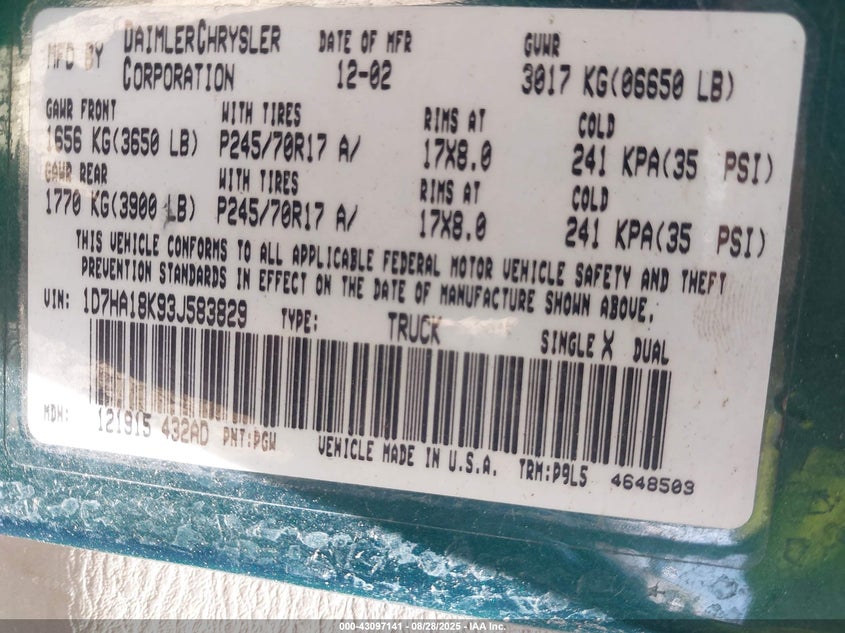 MFD BY DAIMLERCHRYSLER CORPORATION
DATE OF MFR 12-02
GVWR 3017 KG(06650 LB)
GAWR FRONT WITH TIRES RIMS AT COLD
1656 KG(3650 LB) P245/70R17 A/ 17X8.0 241 KPA(35 PSI)
GAWR REAR WITH TIRES RIMS AT COLD
1770 KG(3900 LB) P245/70R17 A/ 17X8.0 241 KPA(35 PSI)
THIS VEHICLE CONFORMS TO ALL APPLICABLE FEDERAL MOTOR VEHICLE SAFETY AND THEFT
PREVENTION STANDARDS IN EFFECT ON THE DATE OF MANUFACTURE SHOWN ABOVE.
VIN: 1D7HA18K93J583829 TYPE: TRUCK SINGLE X DUAL
MDH: 121915 432AD PNT:PGW VEHICLE MADE IN U.S.A. TRM:P9L5 4648503
000-43097141 - 08/28/2025 - IAA Inc.